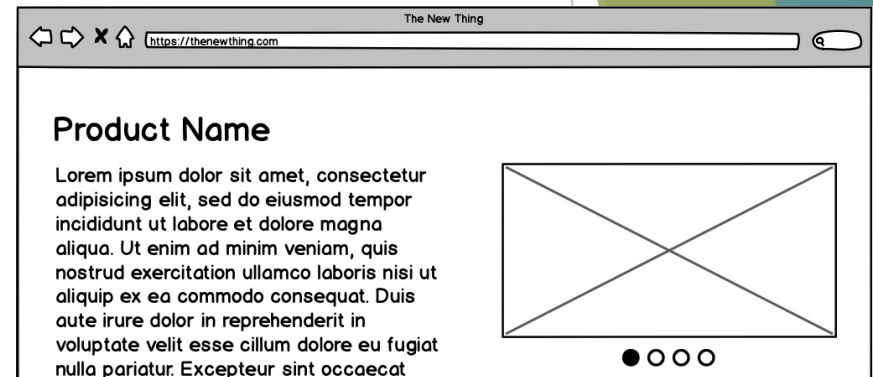 The New Thing
https://thenewthing.com
Product Name
Lorem ipsum dolor sit amet, consectetur
adipisicing elit, sed do eiusmod tempor
incididunt ut labore et dolore magna
aliqua. Ut enim ad minim veniam, quis
nostrud exercitation ullamco laboris nisi ut
aliquip ex ea commodo consequat. Duis
aute irure dolor in reprehenderit in
voluptate velit esse cillum dolore eu fugiat
nulla pariatur. Excepteur sint occaecat